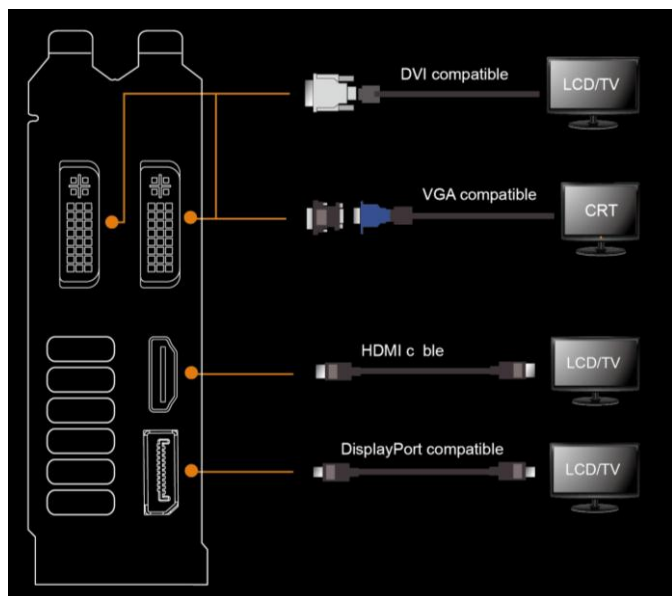 DVI compatible
LCD/TV
VGA compatible
CRT
HDMI c ble
LCD/TV
DisplayPort compatible
LCD/TV